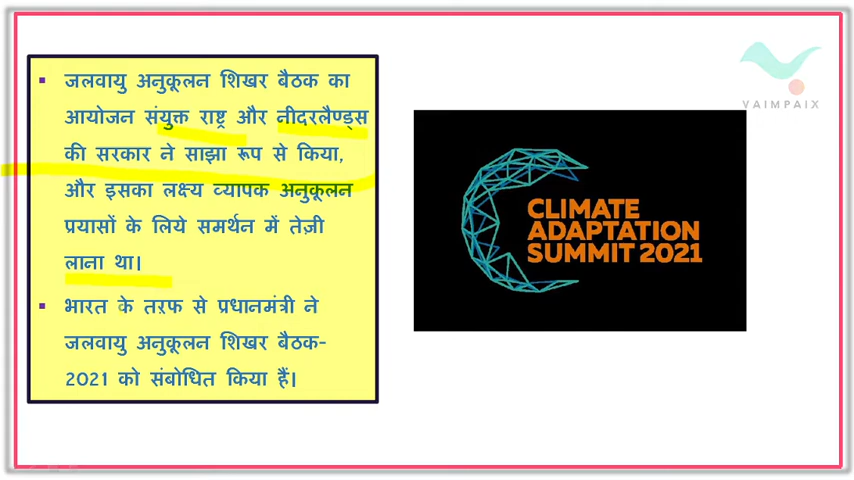 जलवायु अनुकूलन शिखर बैठक का
आयोजन संयुक्त राष्ट्र और नीदरलैण्ड्स
की सरकार ने साझा रूप से किया,
और इसका लक्ष्य व्यापक अनुकूलन
प्रयासों के लिये समर्थन में तेज़ी
लाना था।
भारत के तऱफ से प्रधानमंत्री ने
जलवायु अनुकूलन शिखर बैठक-
2021 को संबोधित किया हैं।
VAIMPAIX
CLIMATE
ADAPTATION
SUMMIT 2021